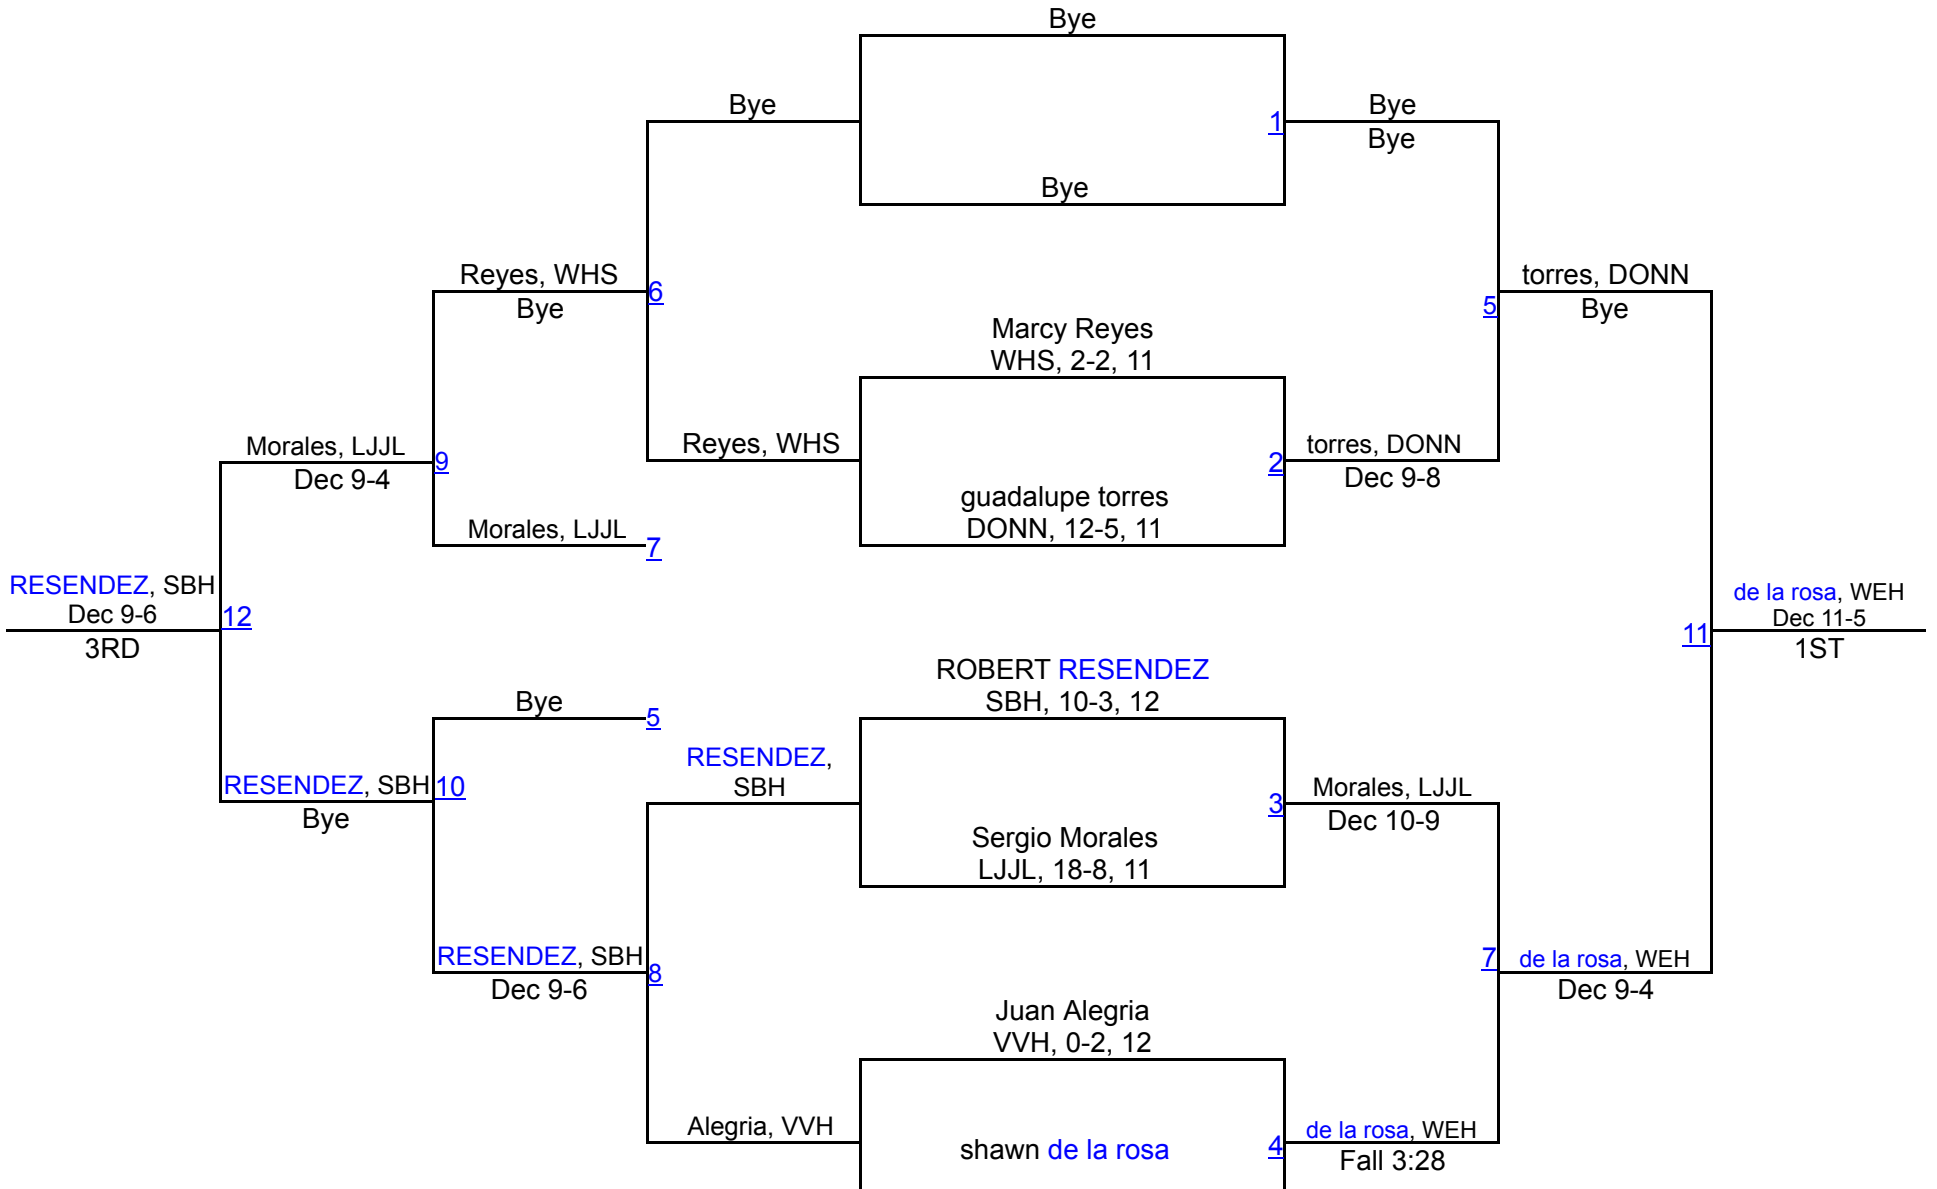 Bye
Bye
1
Bye
Bye
Bye
Reyes, WHS
Bye
6
torres, DONN
Bye
5
Marcy Reyes
WHS, 2-2, 11
Morales, LJJL
Dec 9-4
9
Reyes, WHS
2
torres, DONN
Dec 9-8
guadalupe torres
DONN, 12-5, 11
Morales, LJJL
7
RESENDEZ, SBH
Dec 9-6
3RD
12
11
de la rosa, WEH
Dec 11-5
1ST
ROBERT RESENDEZ
SBH, 10-3, 12
Bye
5
RESENDEZ,
SBH
RESENDEZ, SBH
Bye
10
3
Morales, LJJL
Dec 10-9
Sergio Morales
LJJL, 18-8, 11
RESENDEZ, SBH
Dec 9-6
8
7
de la rosa, WEH
Dec 9-4
Juan Alegria
VVH, 0-2, 12
Alegria, VVH
shawn de la rosa
4
de la rosa, WEH
Fall 3:28